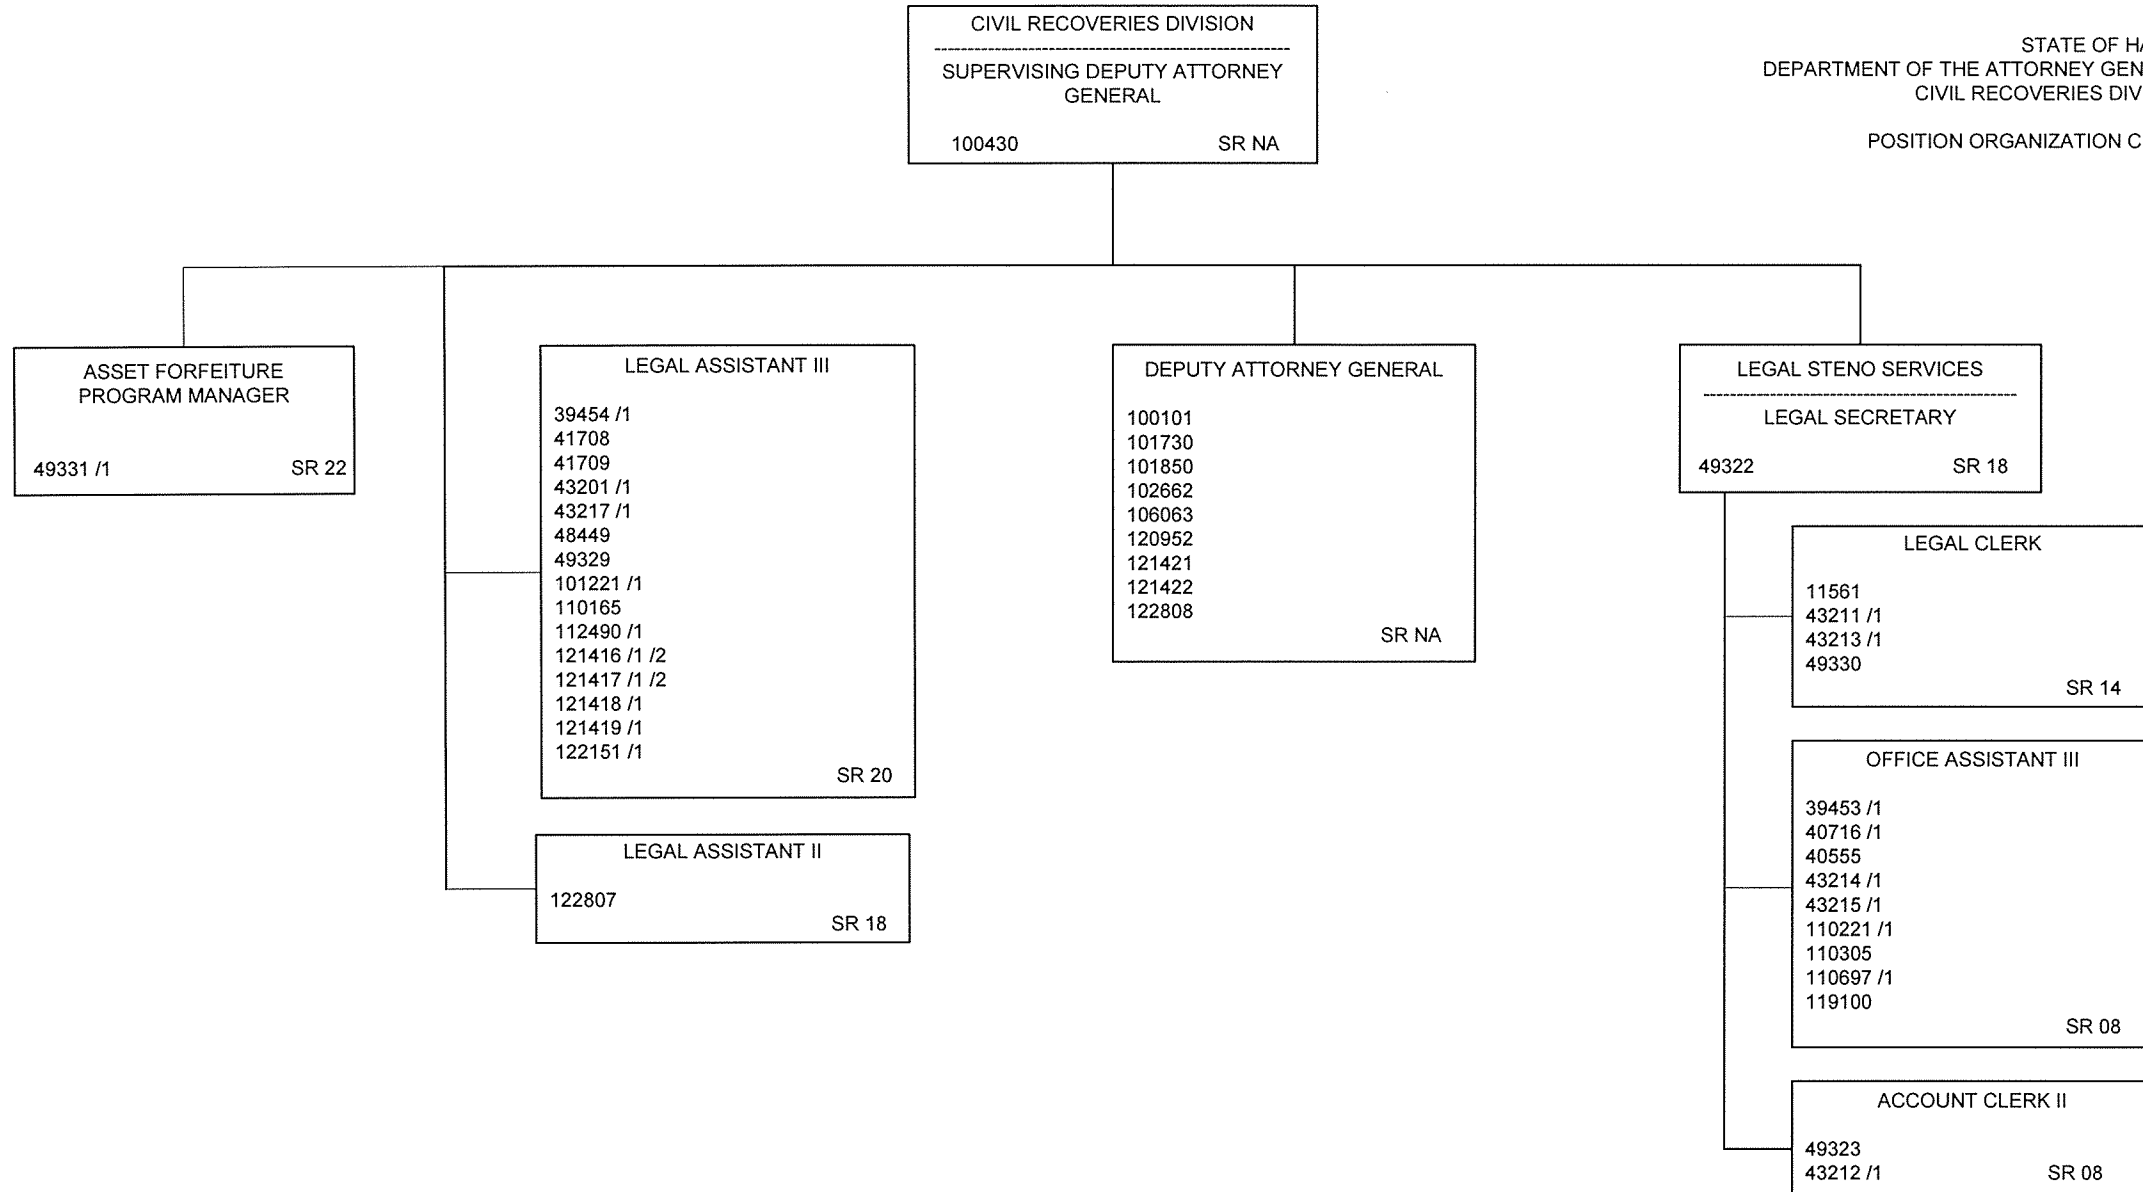 CIVIL RECOVERIES DIVISION
SUPERVISING DEPUTY ATTORNEY
GENERAL
100430 SR NA
STATE OF HA
DEPARTMENT OF THE ATTORNEY GEN
CIVIL RECOVERIES DIV
POSITION ORGANIZATION C
ASSET FORFEITURE
PROGRAM MANAGER
49331 /1 SR 22
LEGAL ASSISTANT III
39454 /1
41708
41709
43201 /1
43217 /1
48449
49329
101221 /1
110165
112490 /1
121416 /1 /2
121417 /1 /2
121418 /1
121419 /1
122151 /1
SR 20
LEGAL ASSISTANT II
122807
SR 18
DEPUTY ATTORNEY GENERAL
100101
101730
101850
102662
106063
120952
121421
121422
122808
SR NA
LEGAL STENO SERVICES
LEGAL SECRETARY
49322 SR 18
LEGAL CLERK
11561
43211 /1
43213 /1
49330
SR 14
OFFICE ASSISTANT III
39453 /1
40716 /1
40555
43214 /1
43215 /1
110221 /1
110305
110697 /1
119100
SR 08
ACCOUNT CLERK II
49323
43212 /1 SR 08